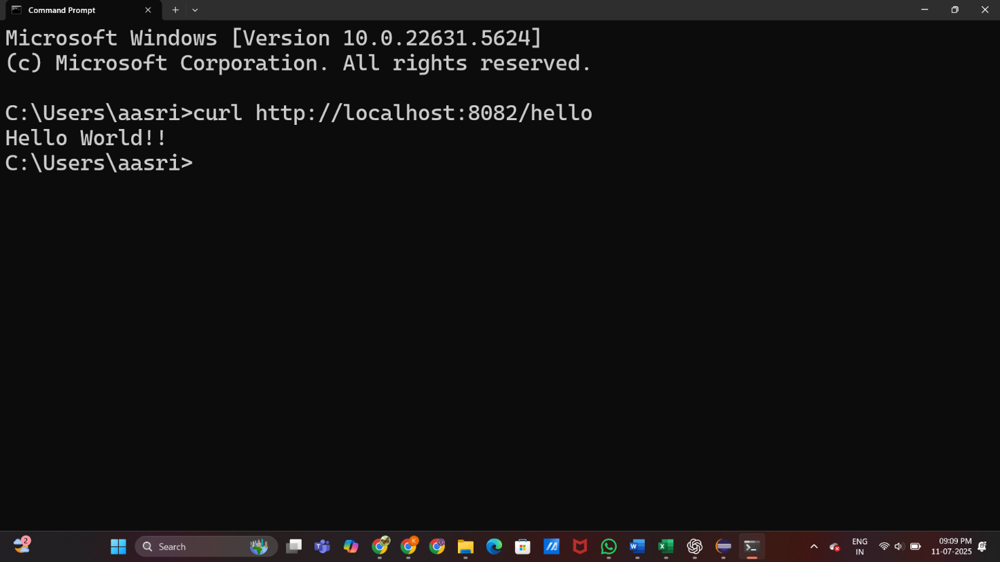 Command Prompt
Microsoft Windows [Version 10.0.22631.5624]
(c) Microsoft Corporation. All rights reserved.
C:\Users\aasri>curl http://localhost:8082/hello
Hello World!!
C:\Users\aasri>
2
Search
K
ENG
IN
09:09 PM
11-07-2025